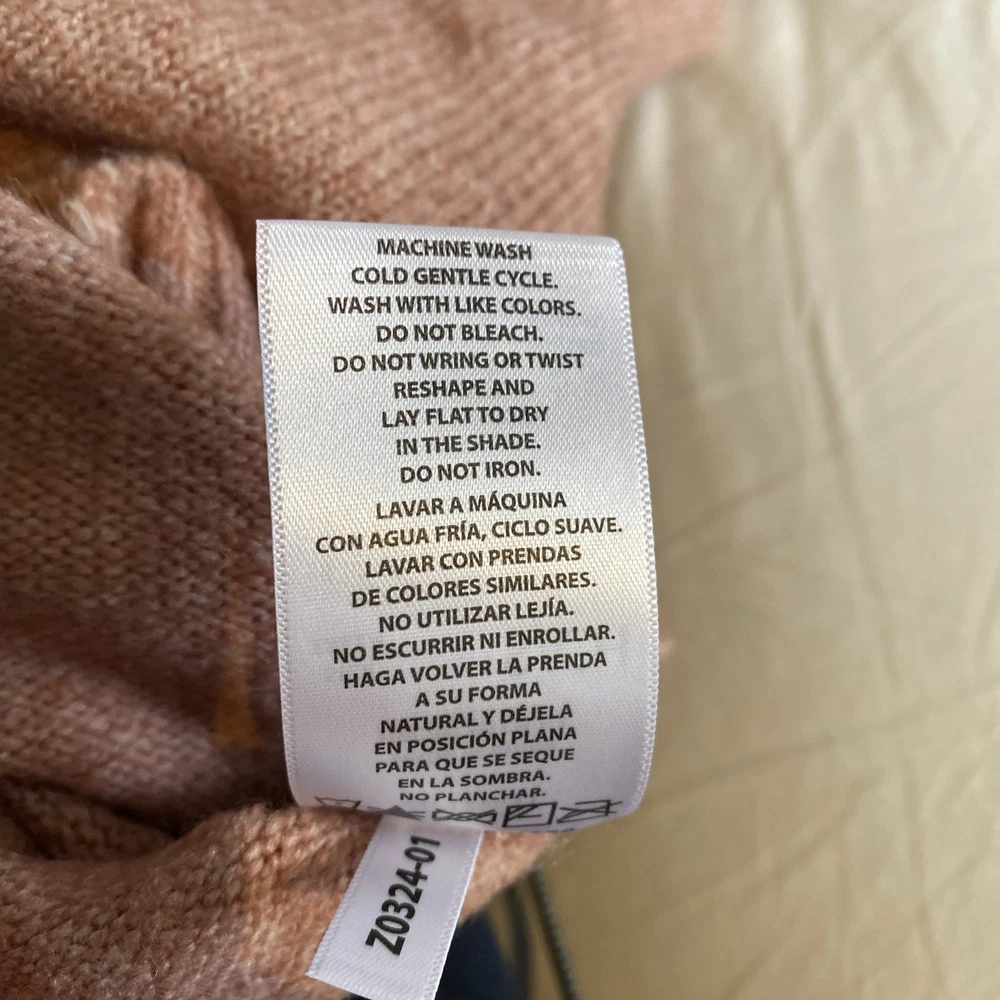 MACHINE WASH
COLD GENTLE CYCLE.
WASH WITH LIKE COLORS.
DO NOT BLEACH.
DO NOT WRING OR TWIST
RESHAPE AND
LAY FLAT TO DRY
IN THE SHADE.
DO NOT IRON.
LAVAR A MÁQUINA
CON AGUA FRÍA, CICLO SUAVE.
LAVAR CON PRENDAS
DE COLORES SIMILARES.
NO UTILIZAR LEJÍA.
NO ESCURRIR NI ENROLLAR.
HAGA VOLVER LA PRENDA
A SU FORMA
NATURAL Y DÉJELA
EN POSICIÓN PLANA
PARA QUE SE SEQUE
EN LA SOMBRA.
NO PLANCHAR.
Z0324-01